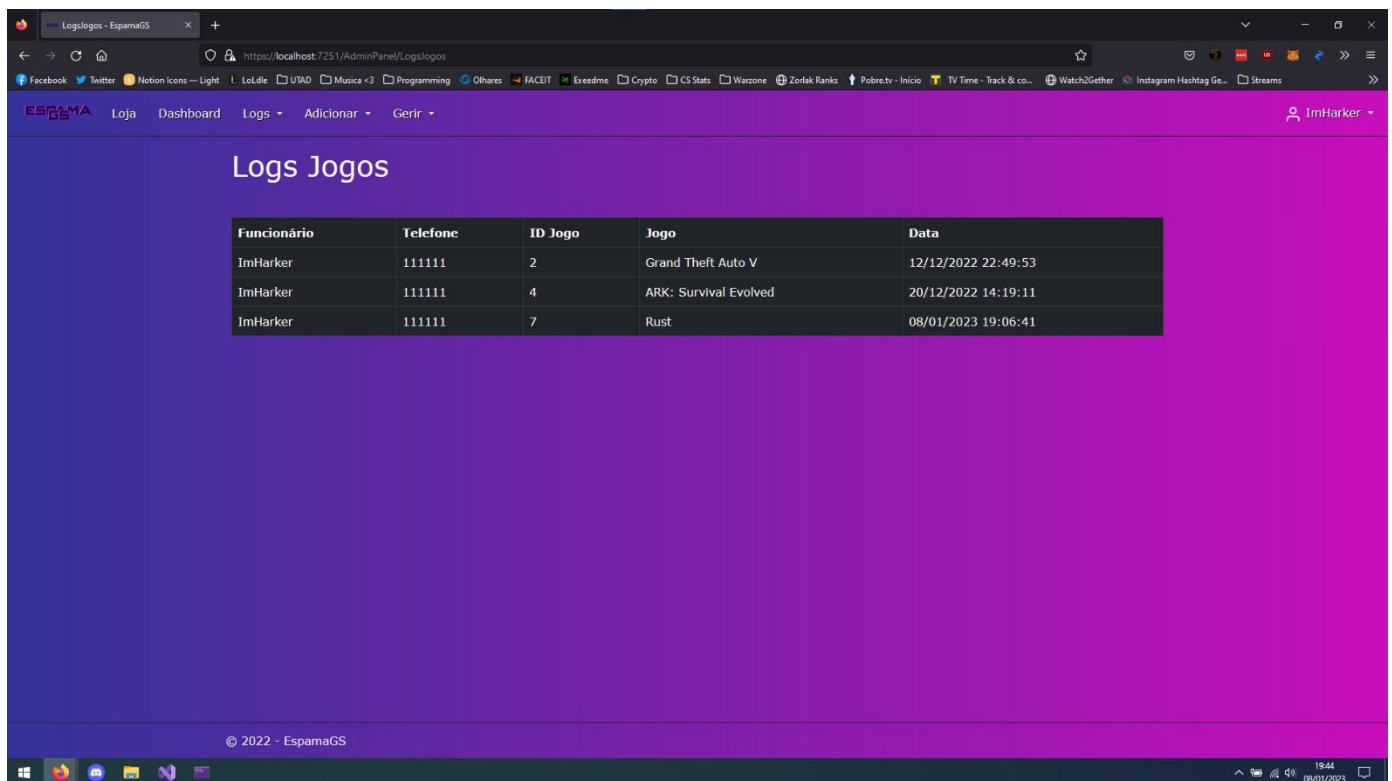 LogsJogos - EspamaGS
https://localhost:7251/AdminPanel/LogsJogos
Facebook Twitter Notion Icons — Light LoLdle UTAD Musica <3 Programming Olhares FACEIT Exeedme Crypto CS Stats Warzone Zorlak Ranks Pobre.tv - Início TV Time - Track & co... Watch2Gether Instagram Hashtag Ge... Streams
ESPAMA GS Loja Dashboard Logs Adicionar Gerir ImHarker
Logs Jogos
Funcionário Telefone ID Jogo Jogo Data
ImHarker 111111 2 Grand Theft Auto V 12/12/2022 22:49:53
ImHarker 111111 4 ARK: Survival Evolved 20/12/2022 14:19:11
ImHarker 111111 7 Rust 08/01/2023 19:06:41
© 2022 - EspamaGS
19:44
08/01/2023